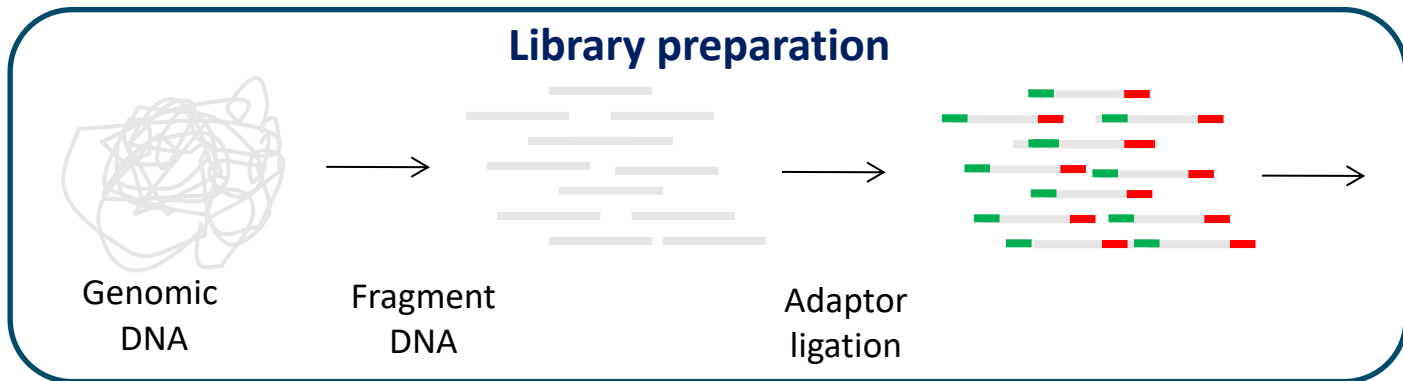 Library preparation
Genomic
DNA
Fragment
DNA
Adaptor
ligation